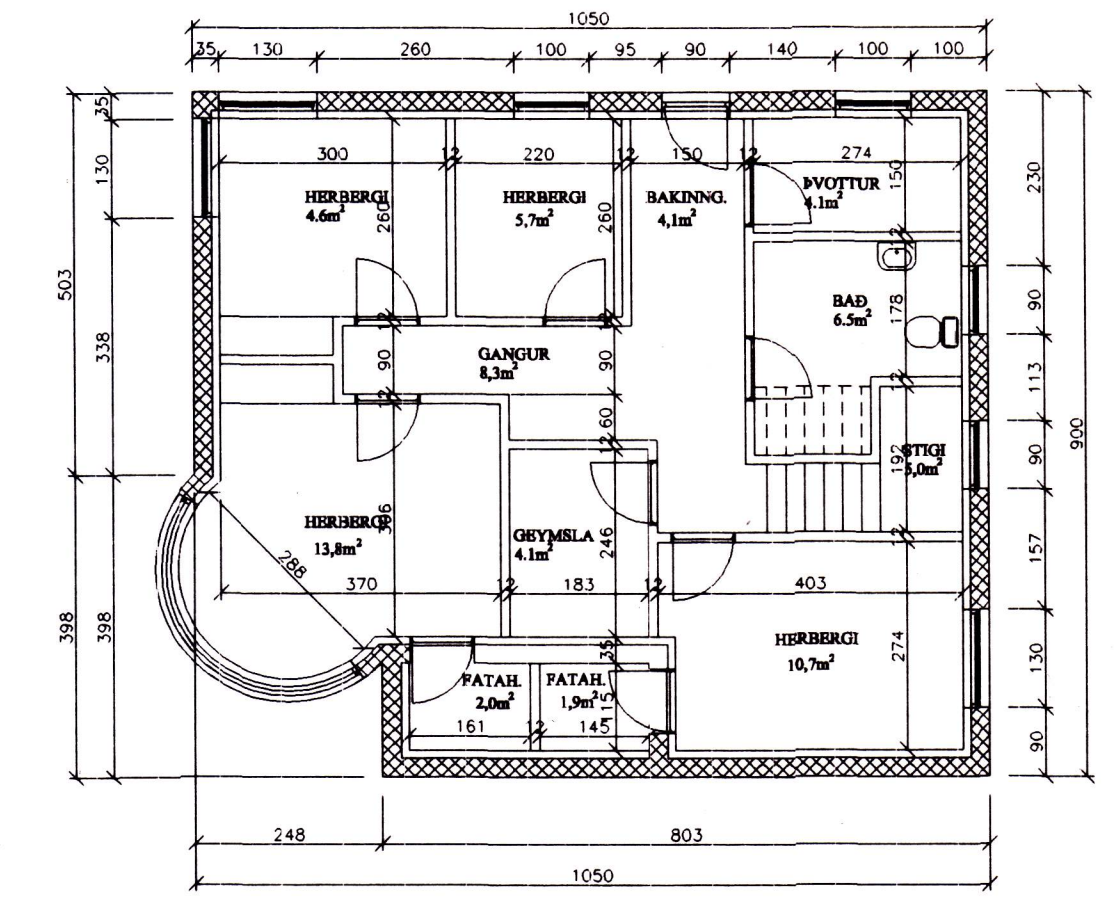 1050
35 130 260 100 95 90 140 100 100
35
130
338
398
503
398
300 12 220 12 150 12 274
HERBERGI
4.6m²
260
HERBERGI
5,7m²
260
BAKINNG.
4,1m²
ÞVOTTUR
4.1m²
150
12
BAÐ
6.5m²
178
12
GANGUR
8,3m²
12
90
12
12
90
60
12
STIGI
5,0m²
192
12
HERBERGI
13,8m²
396
288
GEYMSLA
4.1m²
246
370 12 183 12 403
HERBERGI
10,7m²
274
35
FATAH.
2,0m²
FATAH.
1,9m²
115
161 12 145
230
90
113
90
157
130
90
900
248 803
1050